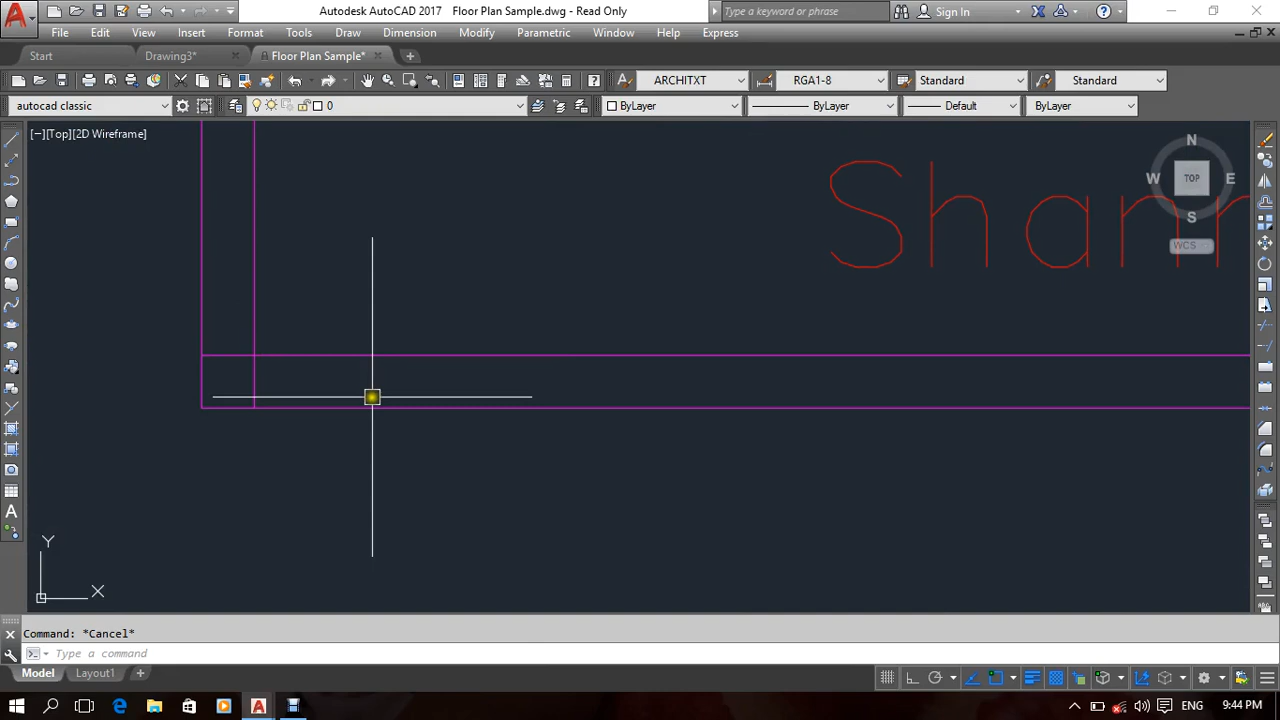 Autodesk AutoCAD 2017 Floor Plan Sample.dwg - Read Only
Type a keyword or phrase
Sign In
File Edit View Insert Format Tools Draw Dimension Modify Parametric Window Help Express
Start Drawing3* Floor Plan Sample*
ARCHITXT RGA1-8 Standard Standard
autocad classic 0 ByLayer ByLayer Default ByLayer
[−][Top][2D Wireframe]
N
W TOP E
S
WCS
Y
X
Command: *Cancel*
Type a command
Model Layout1
ENG 9:44 PM